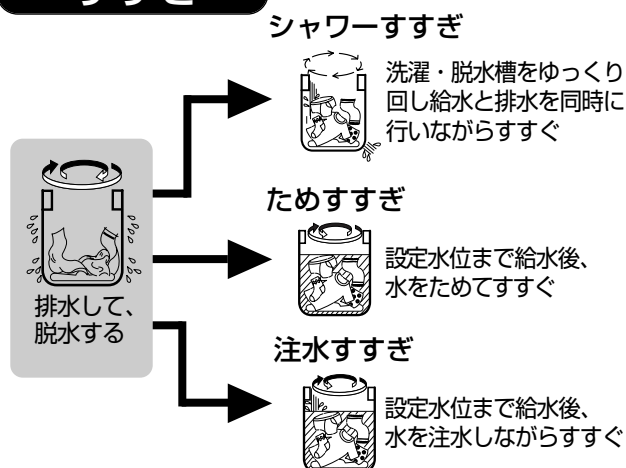 すすぎ
シャワーすすぎ
洗濯・脱水槽をゆっくり
回し給水と排水を同時に
行いながらすすぐ
排水して、
脱水する
ためすすぎ
設定水位まで給水後、
水をためてすすぐ
注水すすぎ
設定水位まで給水後、
水を注水しながらすすぐ